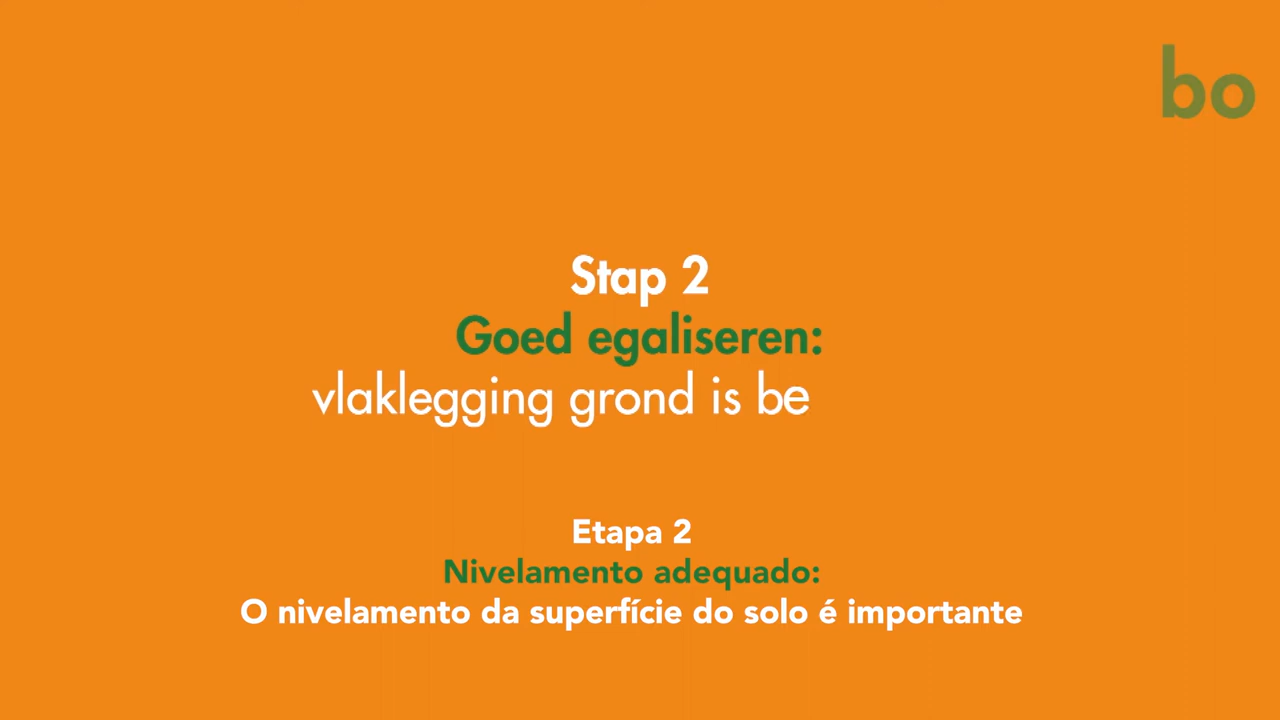 bo
Stap 2
Goed egaliseren:
vlaklegging grond is be
Etapa 2
Nivelamento adequado:
O nivelamento da superfície do solo é importante